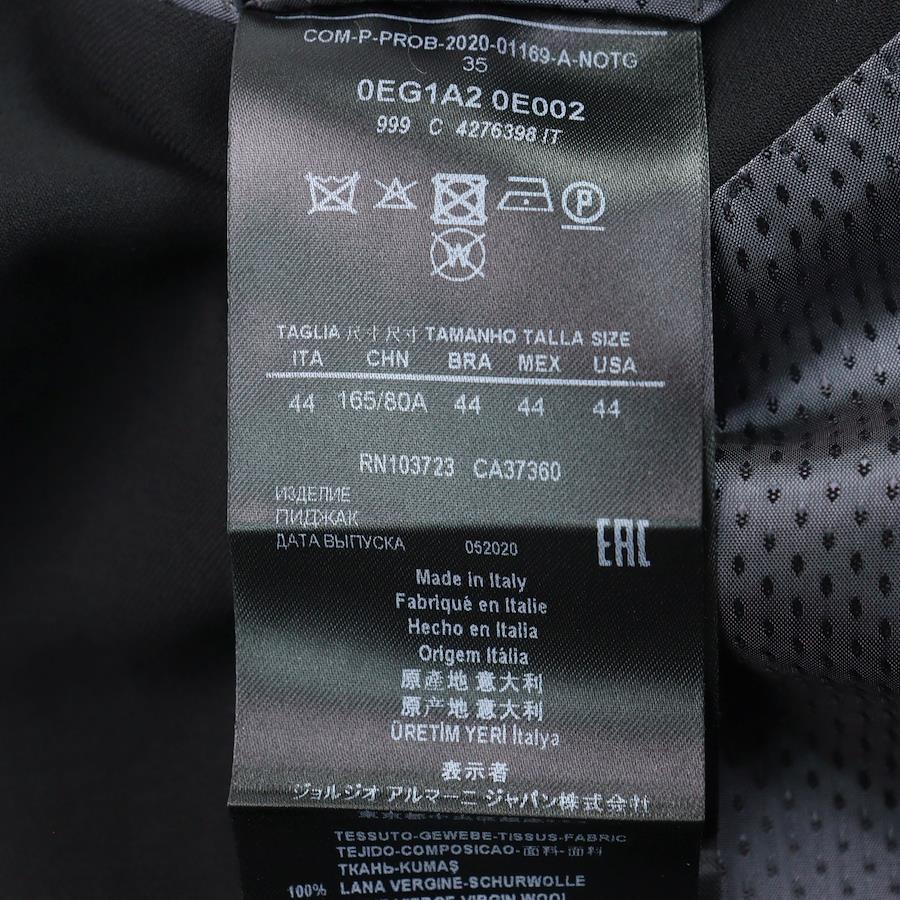 COM-P-PROB-2020-01169-A-NOTG
35
0EG1A2 0E002
999 C 4276398 IT
P
W
TAGLIA 尺寸 尺寸 TAMANHO TALLA SIZE
ITA CHN BRA MEX USA
44 165/80A 44 44 44
RN103723 CA37360
ИЗДЕЛИЕ
ПИДЖАК
ДАТА ВЫПУСКА 052020
EAC
Made in Italy
Fabriqué en Italie
Hecho en Italia
Origem Itália
原產地 意大利
原产地 意大利
ÜRETİM YERİ İtalya
表示者
ジョルジオ アルマーニ ジャパン株式会社
TESSUTO-GEWEBE-TISSUS-FABRIC
TEJIDO-COMPOSICAO-面料-面料
ТКАНЬ-KUMAŞ
100% LANA VERGINE-SCHURWOLLE